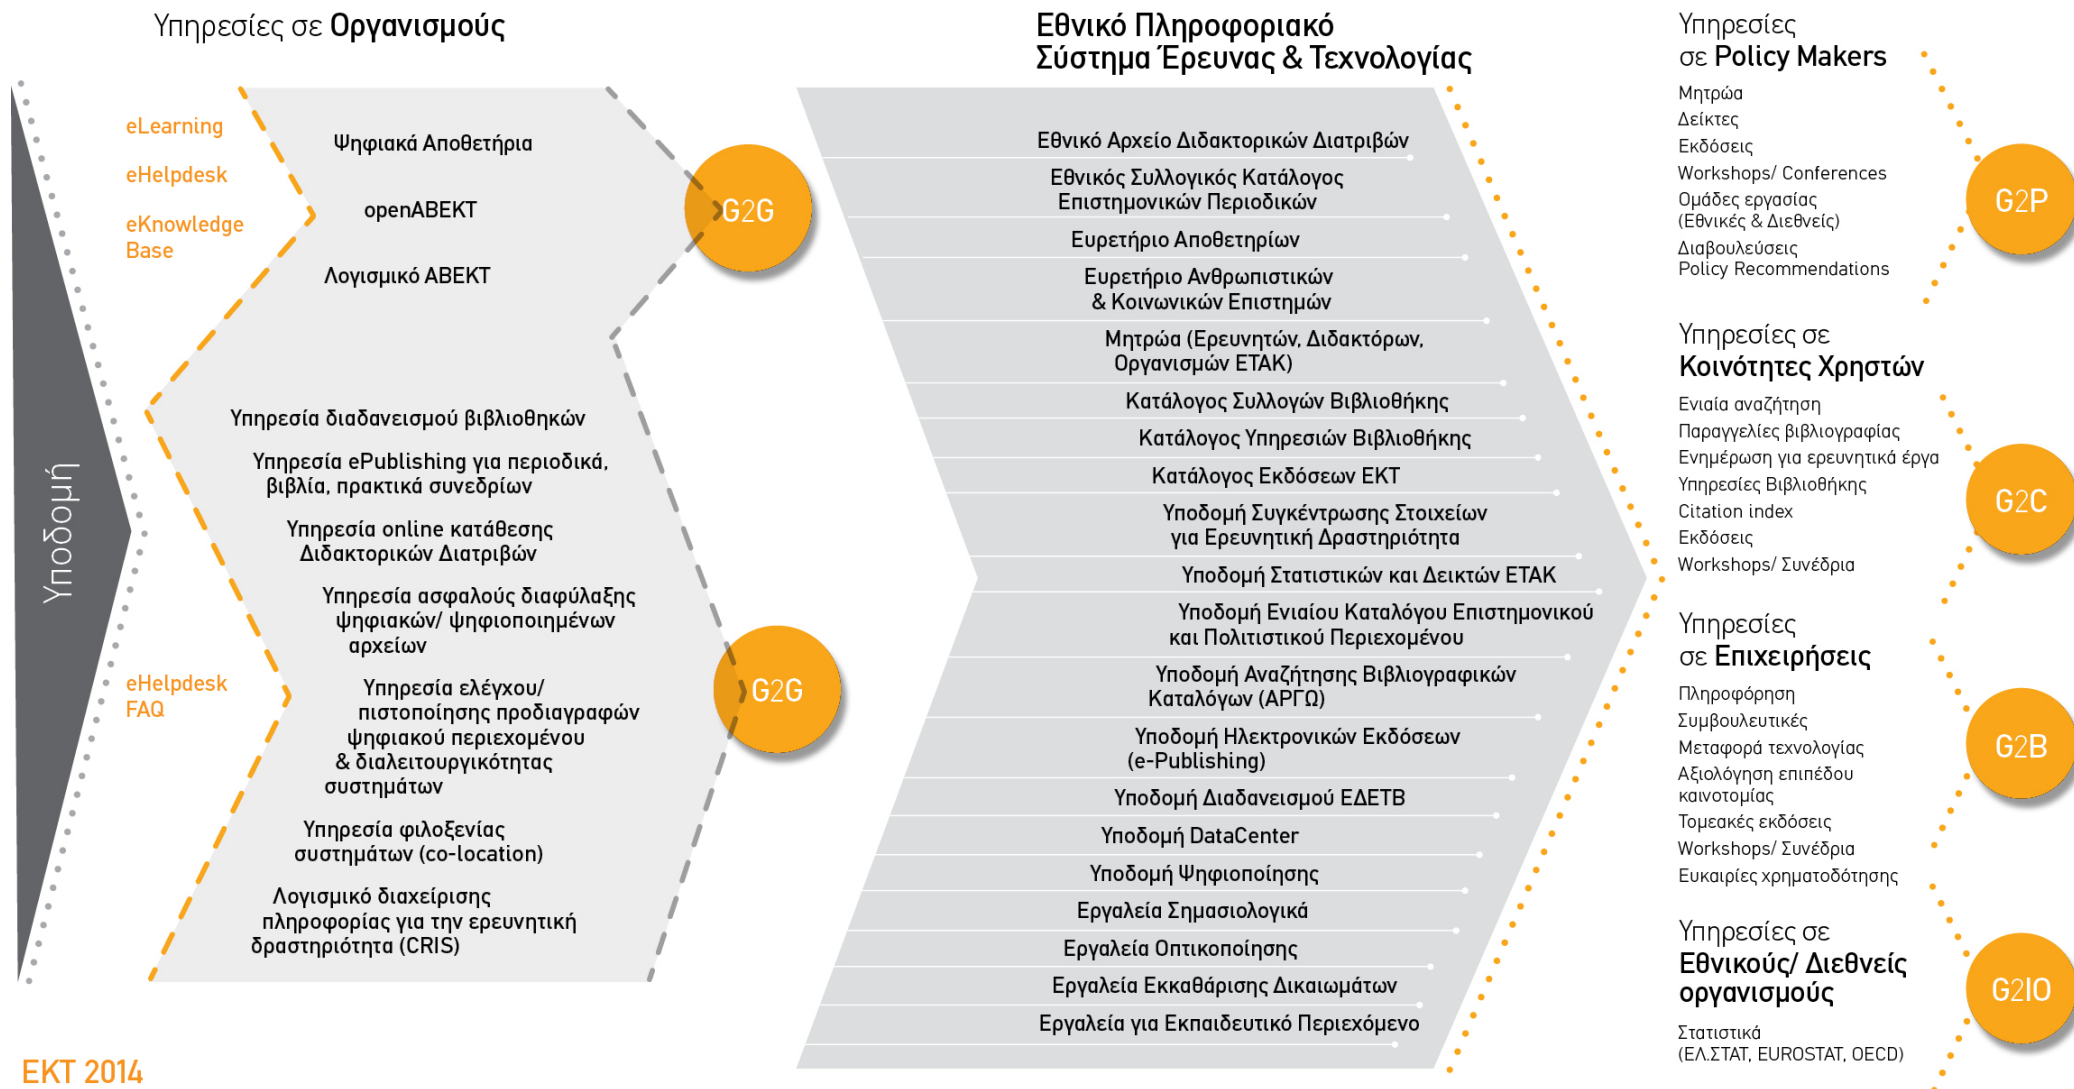 Υπηρεσίες σε Οργανισμούς
Υποδομή
eLearning
eHelpdesk
eKnowledge
Base
Ψηφιακά Αποθετήρια
openABEKT
Λογισμικό ΑΒΕΚΤ
G2G
Υπηρεσία διαδανεισμού βιβλιοθηκών
Υπηρεσία ePublishing για περιοδικά,
βιβλία, πρακτικά συνεδρίων
Υπηρεσία online κατάθεσης
Διδακτορικών Διατριβών
Υπηρεσία ασφαλούς διαφύλαξης
ψηφιακών/ ψηφιοποιημένων
αρχείων
eHelpdesk
FAQ
Υπηρεσία ελέγχου/
πιστοποίησης προδιαγραφών
ψηφιακού περιεχομένου
& διαλειτουργικότητας
συστημάτων
G2G
Υπηρεσία φιλοξενίας
συστημάτων (co-location)
Λογισμικό διαχείρισης
πληροφορίας για την ερευνητική
δραστηριότητα (CRIS)
ΕΚΤ 2014
Εθνικό Πληροφοριακό
Σύστημα Έρευνας & Τεχνολογίας
Εθνικό Αρχείο Διδακτορικών Διατριβών
Εθνικός Συλλογικός Κατάλογος
Επιστημονικών Περιοδικών
Ευρετήριο Αποθετηρίων
Ευρετήριο Ανθρωπιστικών
& Κοινωνικών Επιστημών
Μητρώα (Ερευνητών, Διδακτόρων,
Οργανισμών ΕΤΑΚ)
Κατάλογος Συλλογών Βιβλιοθήκης
Κατάλογος Υπηρεσιών Βιβλιοθήκης
Κατάλογος Εκδόσεων ΕΚΤ
Υποδομή Συγκέντρωσης Στοιχείων
για Ερευνητική Δραστηριότητα
Υποδομή Στατιστικών και Δεικτών ΕΤΑΚ
Υποδομή Ενιαίου Καταλόγου Επιστημονικού
και Πολιτιστικού Περιεχομένου
Υποδομή Αναζήτησης Βιβλιογραφικών
Καταλόγων (ΑΡΓΩ)
Υποδομή Ηλεκτρονικών Εκδόσεων
(e-Publishing)
Υποδομή Διαδανεισμού ΕΔΕΤΒ
Υποδομή DataCenter
Υποδομή Ψηφιοποίησης
Εργαλεία Σημασιολογικά
Εργαλεία Οπτικοποίησης
Εργαλεία Εκκαθάρισης Δικαιωμάτων
Εργαλεία για Εκπαιδευτικό Περιεχόμενο
Υπηρεσίες
σε Policy Makers
Μητρώα
Δείκτες
Εκδόσεις
Workshops/ Conferences
Ομάδες εργασίας
(Εθνικές & Διεθνείς)
Διαβουλεύσεις
Policy Recommendations
G2P
Υπηρεσίες σε
Κοινότητες Χρηστών
Ενιαία αναζήτηση
Παραγγελίες βιβλιογραφίας
Ενημέρωση για ερευνητικά έργα
Υπηρεσίες Βιβλιοθήκης
Citation index
Εκδόσεις
Workshops/ Συνέδρια
G2C
Υπηρεσίες
σε Επιχειρήσεις
Πληροφόρηση
Συμβουλευτικές
Μεταφορά τεχνολογίας
Αξιολόγηση επιπέδου
καινοτομίας
Τομεακές εκδόσεις
Workshops/ Συνέδρια
Ευκαιρίες χρηματοδότησης
G2B
Υπηρεσίες σε
Εθνικούς/ Διεθνείς
οργανισμούς
Στατιστικά
(ΕΛ.ΣΤΑΤ, EUROSTAT, OECD)
G2IO